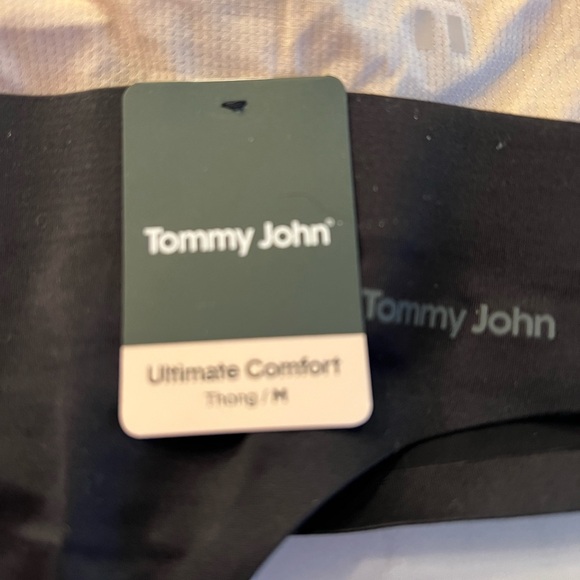 Tommy John®
Tommy John
Ultimate Comfort
Thong / M